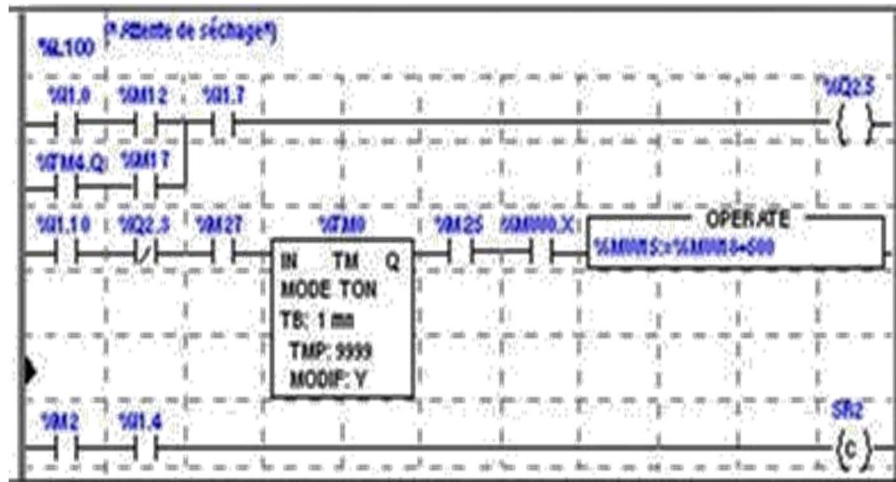 (* Attente de séchage*)
%L100
%I1.0 %M12 %I1.7 %Q2.5
%TM4.Q %M17
%I1.10 %Q2.3 %M27 %TM0 %M25 OPERATE
IN TM Q
MODE TON
TB: 1 mn
TMP: 9999
MODIF: Y
%M2 %I1.4 SR2
C